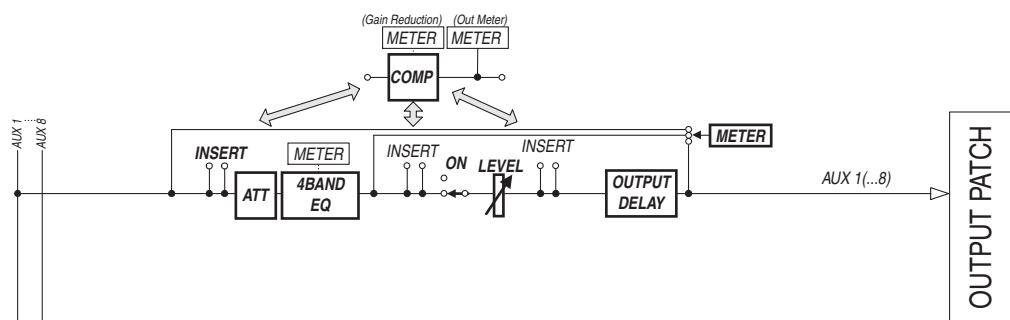 (Gain Reduction) (Out Meter)
METER METER
COMP
AUX 1
AUX 8
METER
INSERT
METER
INSERT
ON
LEVEL
INSERT
ATT
4BAND
EQ
OUTPUT
DELAY
AUX 1(...8)
OUTPUT PATCH